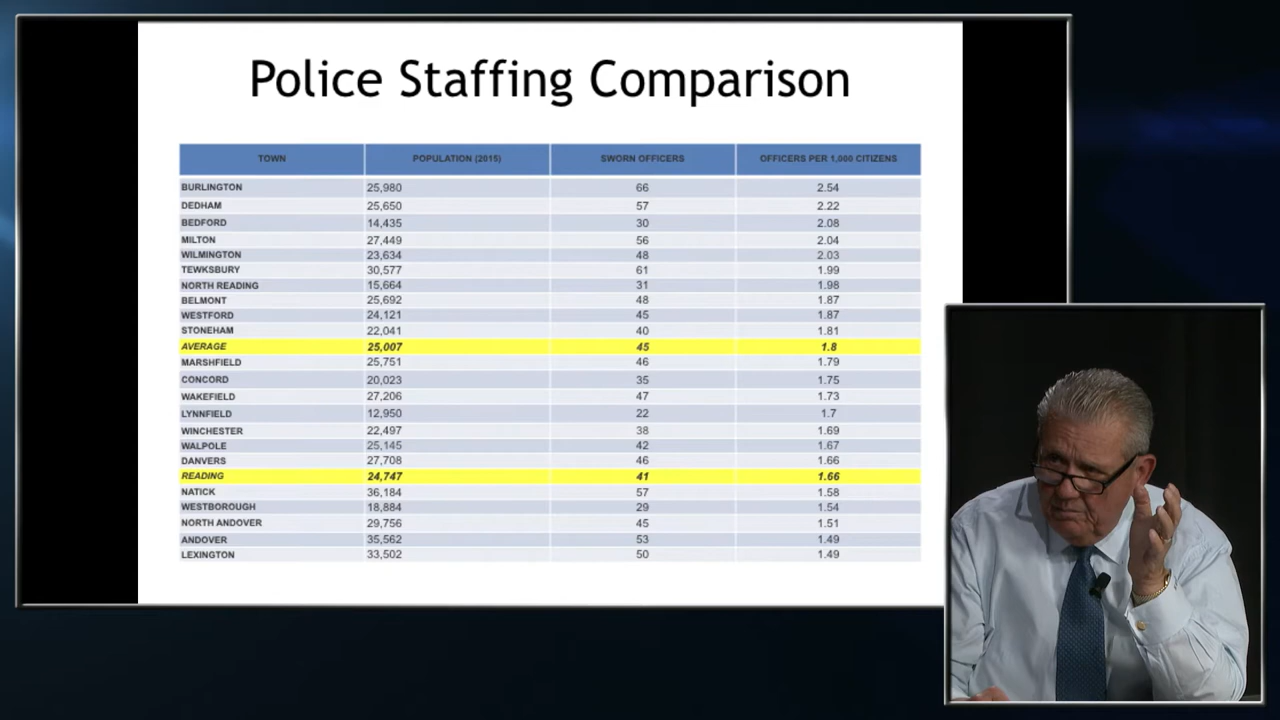 Police Staffing Comparison
TOWN POPULATION (2015) SWORN OFFICERS OFFICERS PER 1,000 CITIZENS
BURLINGTON 25,980 66 2.54
DEDHAM 25,650 57 2.22
BEDFORD 14,435 30 2.08
MILTON 27,449 56 2.04
WILMINGTON 23,634 48 2.03
TEWKSBURY 30,577 61 1.99
NORTH READING 15,664 31 1.98
BELMONT 25,692 48 1.87
WESTFORD 24,121 45 1.87
STONEHAM 22,041 40 1.81
AVERAGE 25,007 45 1.8
MARSHFIELD 25,751 46 1.79
CONCORD 20,023 35 1.75
WAKEFIELD 27,206 47 1.73
LYNNFIELD 12,950 22 1.7
WINCHESTER 22,497 38 1.69
WALPOLE 25,145 42 1.67
DANVERS 27,708 46 1.66
READING 24,747 41 1.66
NATICK 36,184 57 1.58
WESTBOROUGH 18,884 29 1.54
NORTH ANDOVER 29,756 45 1.51
ANDOVER 35,562 53 1.49
LEXINGTON 33,502 50 1.49